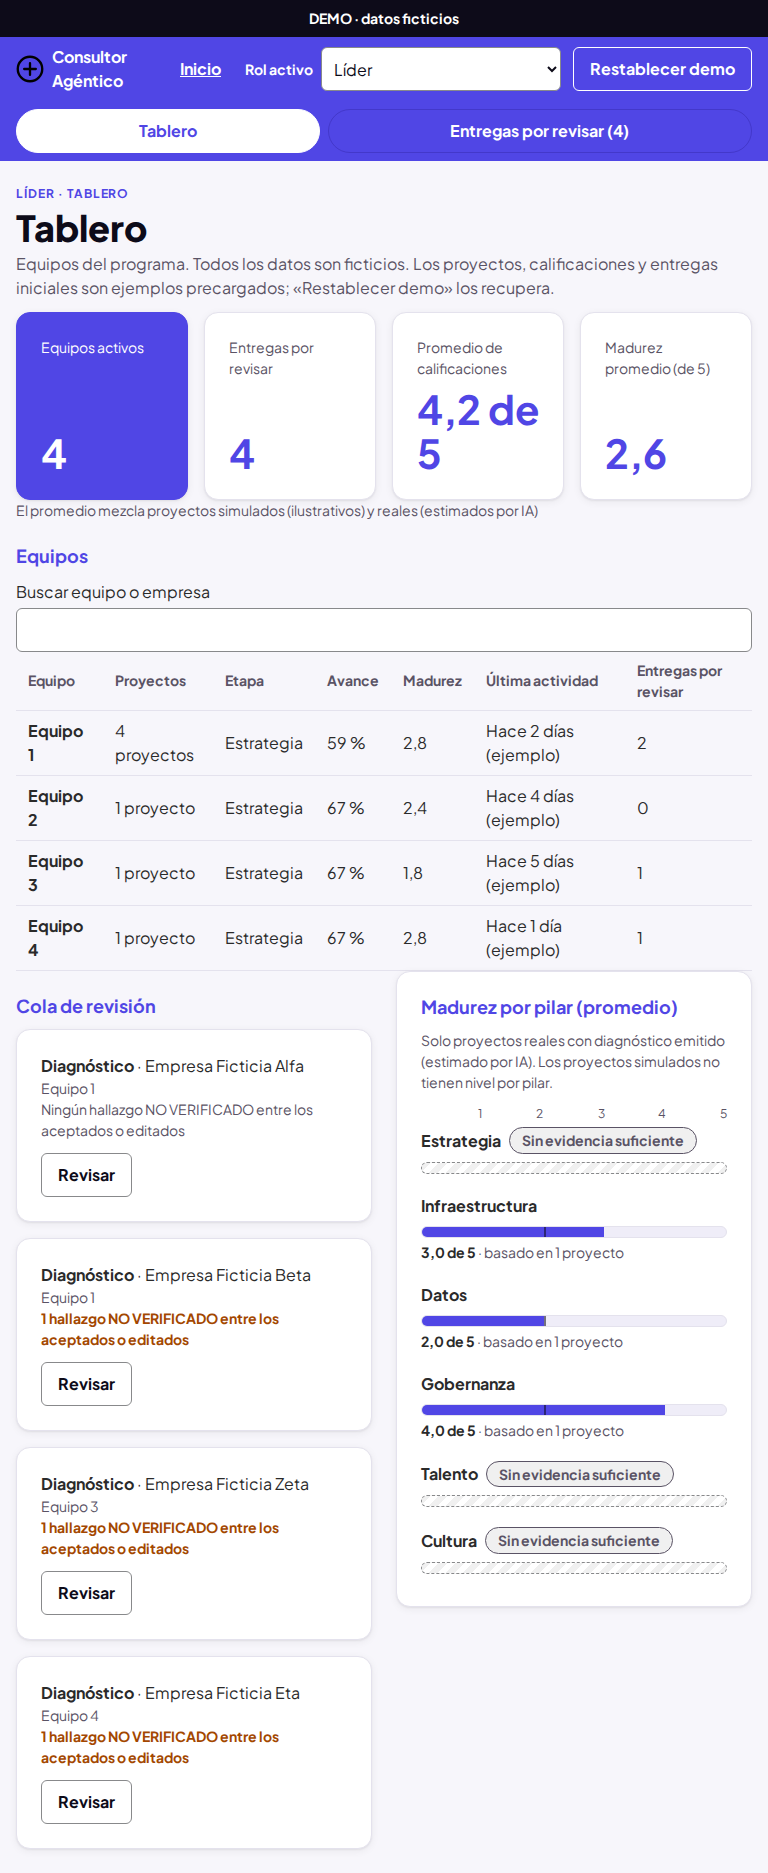 DEMO · datos ficticios
Consultor
Agéntico
Inicio
Rol activo
Líder
Restablecer demo
Tablero
Entregas por revisar (4)
LÍDER · TABLERO
Tablero
Equipos del programa. Todos los datos son ficticios. Los proyectos, calificaciones y entregas
iniciales son ejemplos precargados; «Restablecer demo» los recupera.
Equipos activos
4
Entregas por
revisar
4
Promedio de
calificaciones
4,2 de
5
Madurez
promedio (de 5)
2,6
El promedio mezcla proyectos simulados (ilustrativos) y reales (estimados por IA)
Equipos
Buscar equipo o empresa
Equipo Proyectos Etapa Avance Madurez Última actividad Entregas por
revisar
Equipo
1
4
proyectos
Estrategia
59 %
2,8
Hace 2 días
(ejemplo)
2
Equipo
2
1 proyecto
Estrategia
67 %
2,4
Hace 4 días
(ejemplo)
0
Equipo
3
1 proyecto
Estrategia
67 %
1,8
Hace 5 días
(ejemplo)
1
Equipo
4
1 proyecto
Estrategia
67 %
2,8
Hace 1 día
(ejemplo)
1
Cola de revisión
Diagnóstico · Empresa Ficticia Alfa
Equipo 1
Ningún hallazgo NO VERIFICADO entre los
aceptados o editados
Revisar
Diagnóstico · Empresa Ficticia Beta
Equipo 1
1 hallazgo NO VERIFICADO entre los
aceptados o editados
Revisar
Diagnóstico · Empresa Ficticia Zeta
Equipo 3
1 hallazgo NO VERIFICADO entre los
aceptados o editados
Revisar
Diagnóstico · Empresa Ficticia Eta
Equipo 4
1 hallazgo NO VERIFICADO entre los
aceptados o editados
Revisar
Madurez por pilar (promedio)
Solo proyectos reales con diagnóstico emitido
(estimado por IA). Los proyectos simulados no
tienen nivel por pilar.
1 2 3 4 5
Estrategia Sin evidencia suficiente
Infraestructura
3,0 de 5 · basado en 1 proyecto
Datos
2,0 de 5 · basado en 1 proyecto
Gobernanza
4,0 de 5 · basado en 1 proyecto
Talento Sin evidencia suficiente
Cultura Sin evidencia suficiente